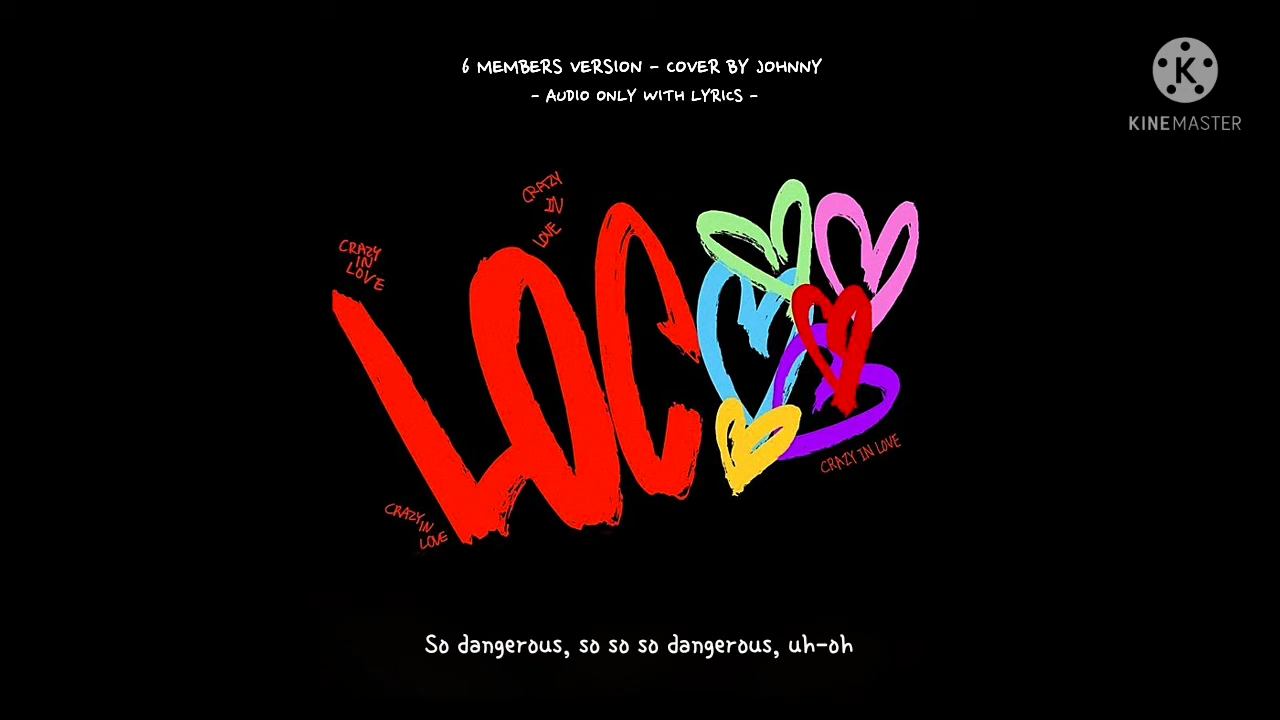 6 MEMBERS VERSION - COVER BY JOHNNY
- AUDIO ONLY WITH LYRICS -
K
KINEMASTER
CRAZY
IN
LOVE
CRAZY
IN
LOVE
LOC
CRAZY IN LOVE
CRAZY
IN
LOVE
So dangerous, so so so dangerous, uh-oh